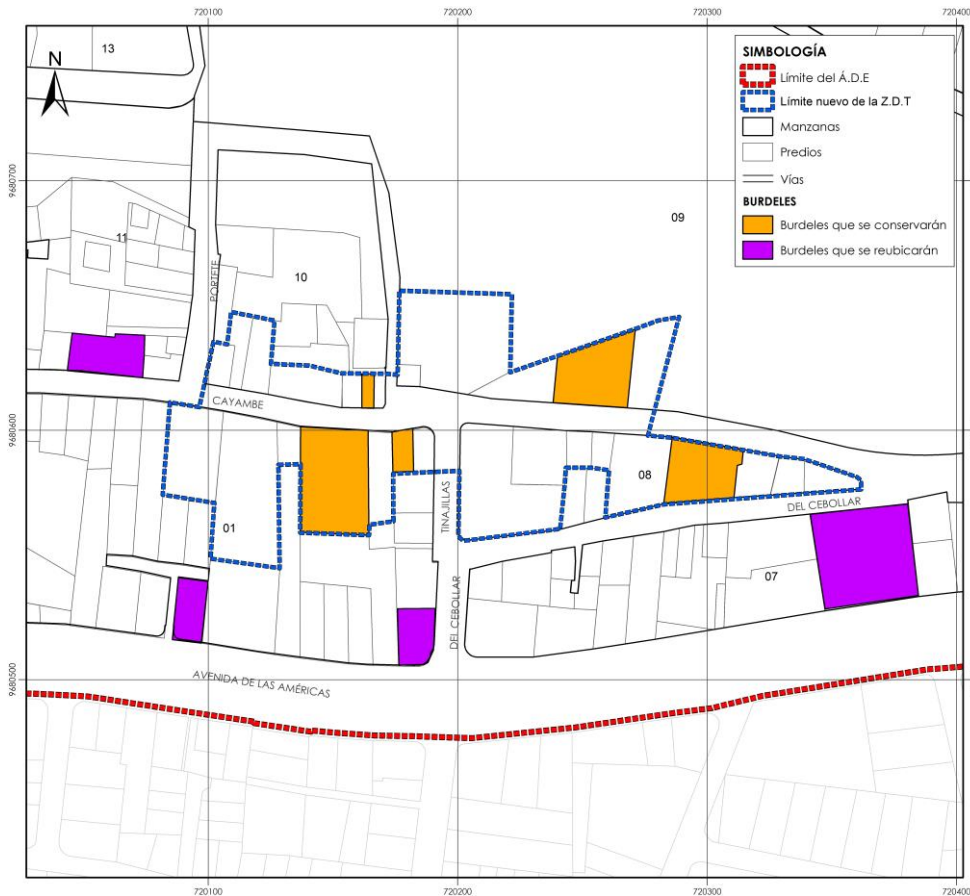 720100
720200
720300
720400
13
N
SIMBOLOGÍA
Límite del Á.D.E
Límite nuevo de la Z.D.T
Manzanas
Predios
Vías
BURDELES
Burdeles que se conservarán
Burdeles que se reubicarán
9680700
09
11
PORTETE
10
CAYAMBE
9680600
08
TINAJILLAS
DEL CEBOLLAR
01
07
DEL CEBOLLAR
9680500
AVENIDA DE LAS AMÉRICAS
720100
720200
720300
720400